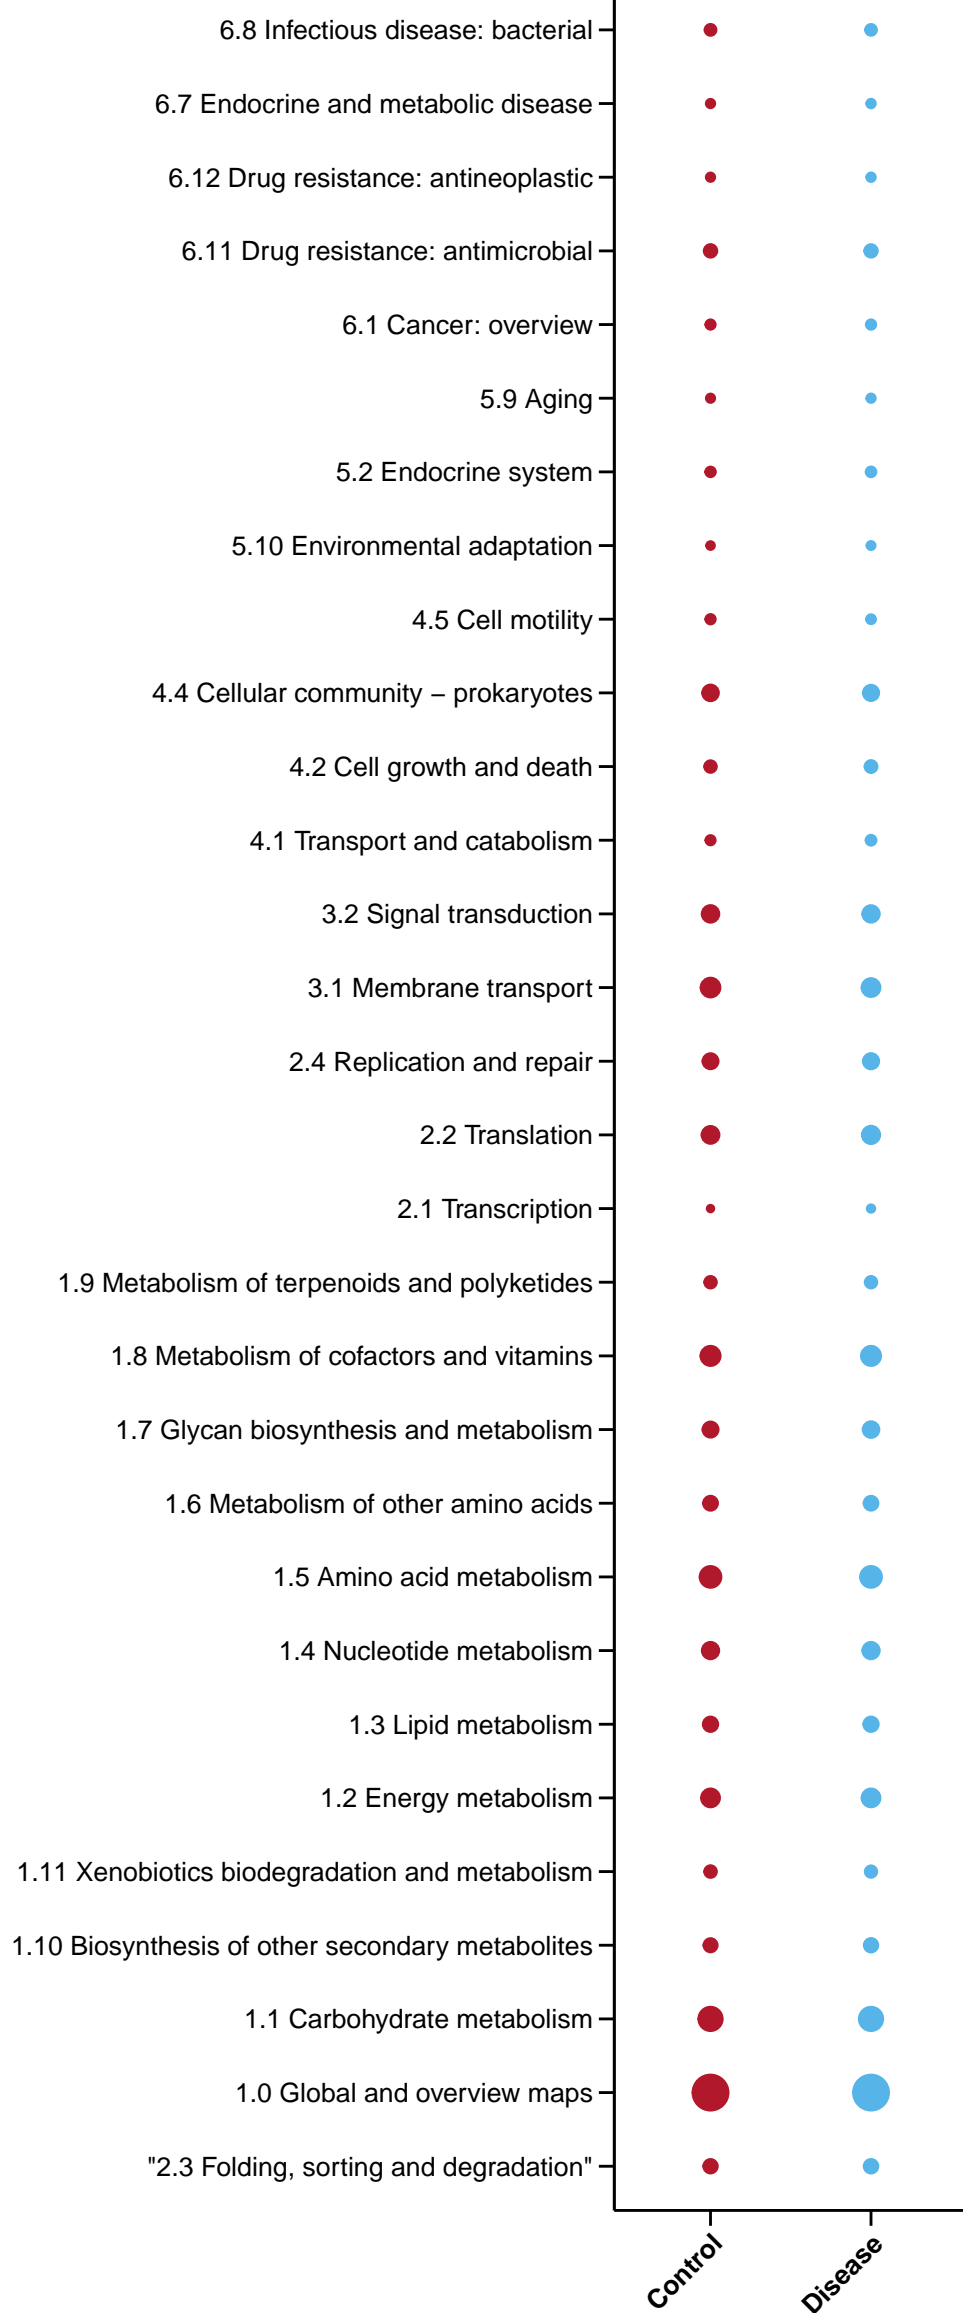 6.8 Infectious disease: bacterial
6.7 Endocrine and metabolic disease
6.12 Drug resistance: antineoplastic
6.11 Drug resistance: antimicrobial
6.1 Cancer: overview
5.9 Aging
5.2 Endocrine system
5.10 Environmental adaptation
4.5 Cell motility
4.4 Cellular community – prokaryotes
4.2 Cell growth and death
4.1 Transport and catabolism
3.2 Signal transduction
3.1 Membrane transport
2.4 Replication and repair
2.2 Translation
2.1 Transcription
1.9 Metabolism of terpenoids and polyketides
1.8 Metabolism of cofactors and vitamins
1.7 Glycan biosynthesis and metabolism
1.6 Metabolism of other amino acids
1.5 Amino acid metabolism
1.4 Nucleotide metabolism
1.3 Lipid metabolism
1.2 Energy metabolism
1.11 Xenobiotics biodegradation and metabolism
1.10 Biosynthesis of other secondary metabolites
1.1 Carbohydrate metabolism
1.0 Global and overview maps
"2.3 Folding, sorting and degradation"
Control
Disease